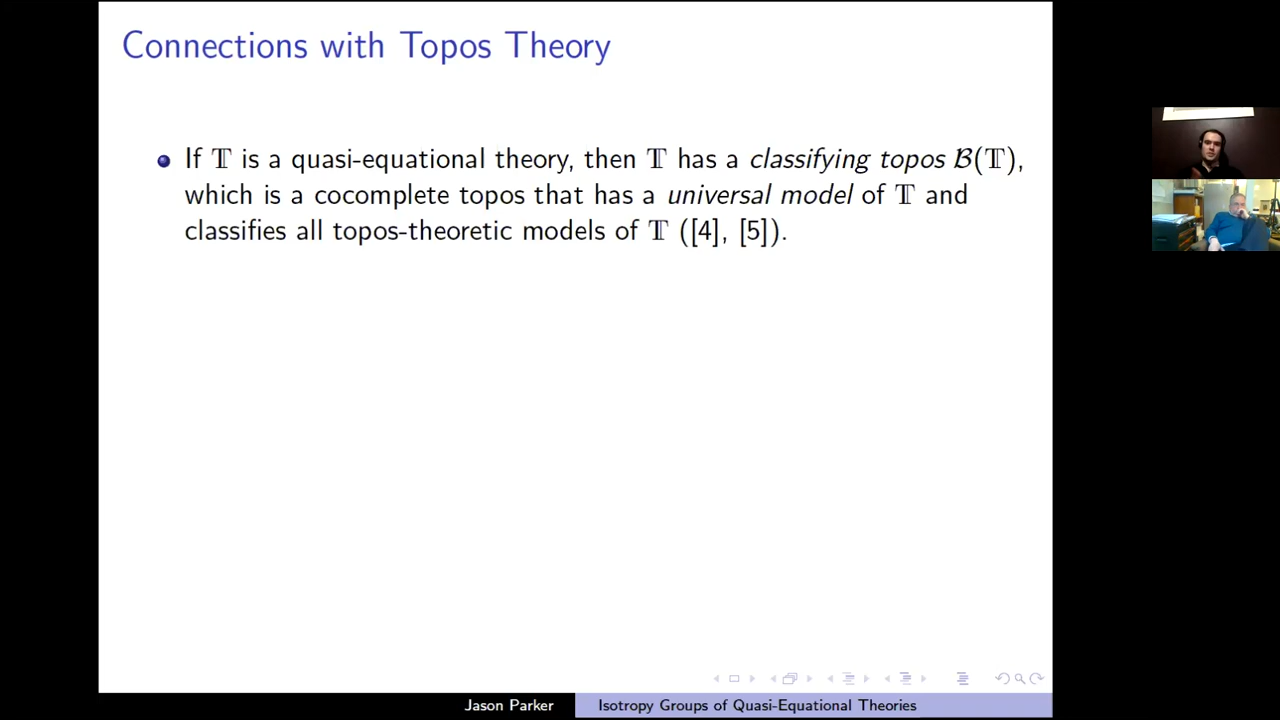 Connections with Topos Theory
If 𝕋 is a quasi-equational theory, then 𝕋 has a classifying topos ℬ(𝕋),
which is a cocomplete topos that has a universal model of 𝕋 and
classifies all topos-theoretic models of 𝕋 ([4], [5]).
Jason Parker
Isotropy Groups of Quasi-Equational Theories